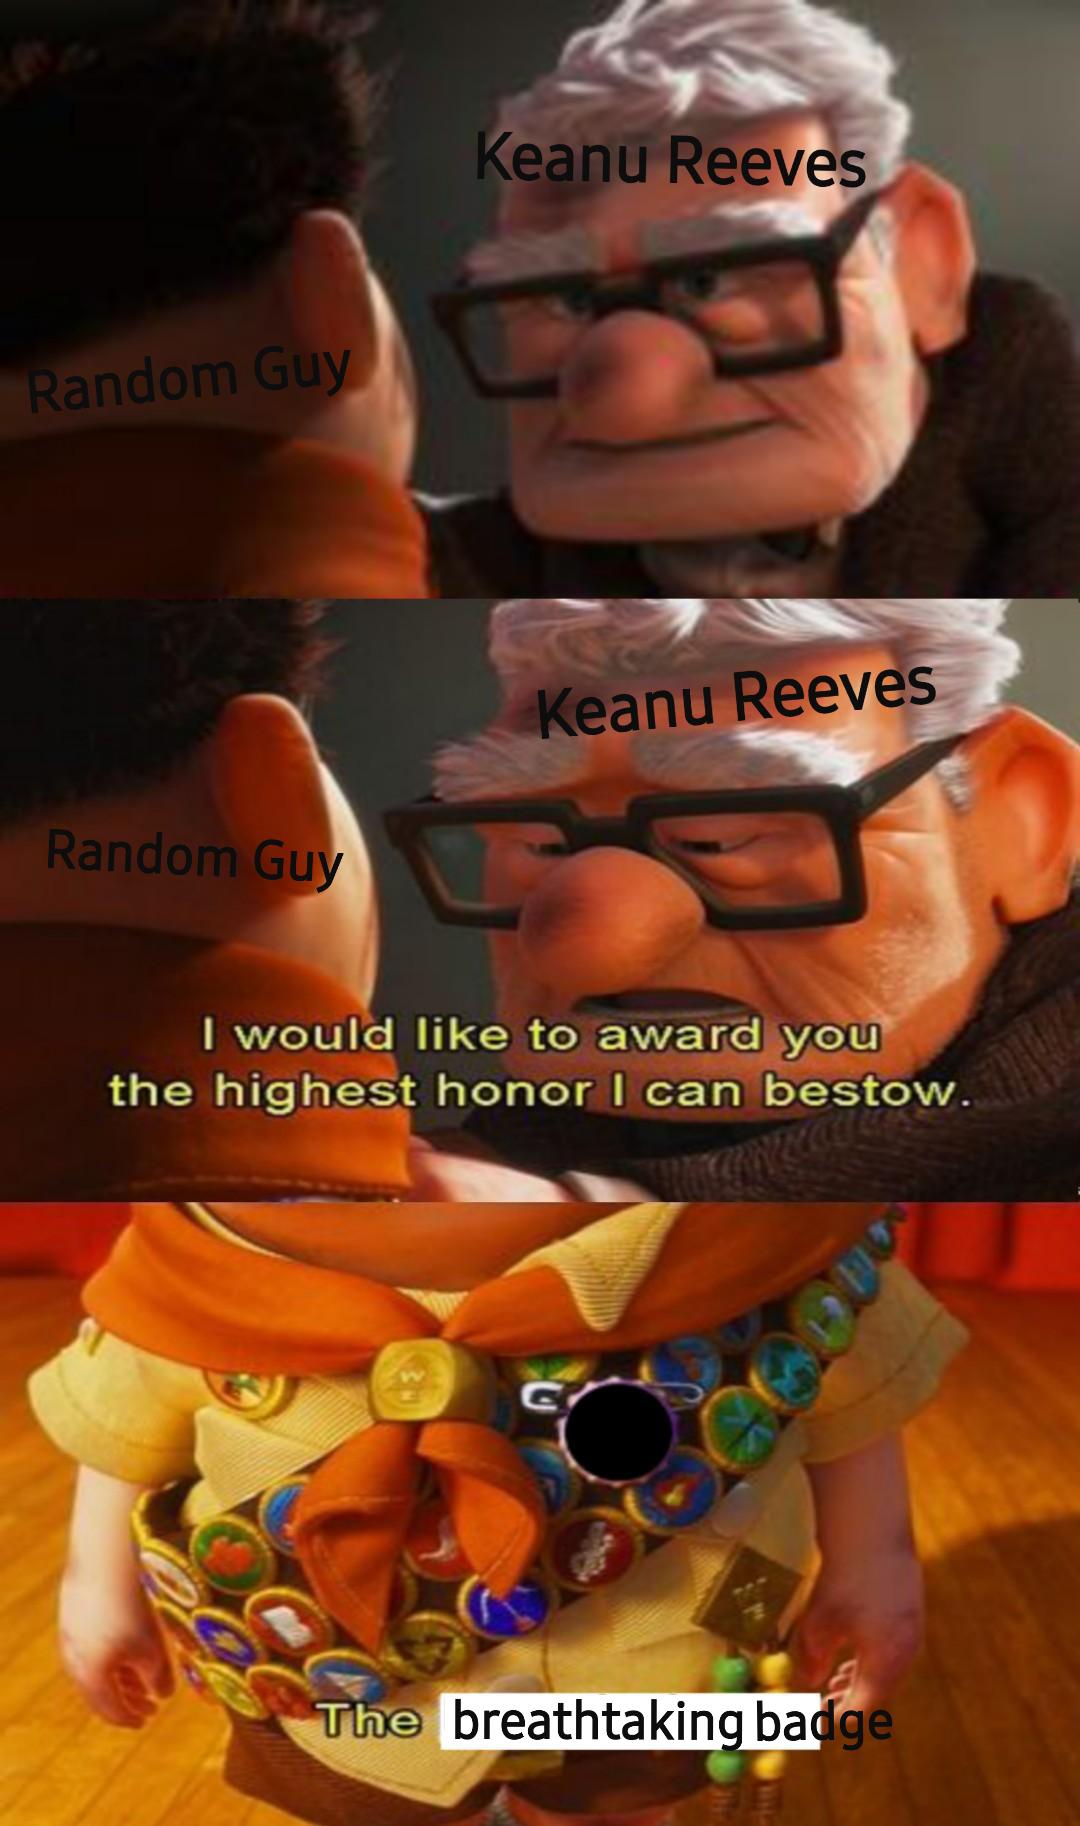 Keanu Reeves
Random Guy
Keanu Reeves
Random Guy
I would like to award you
the highest honor I can bestow.
W
E
The breathtaking badge